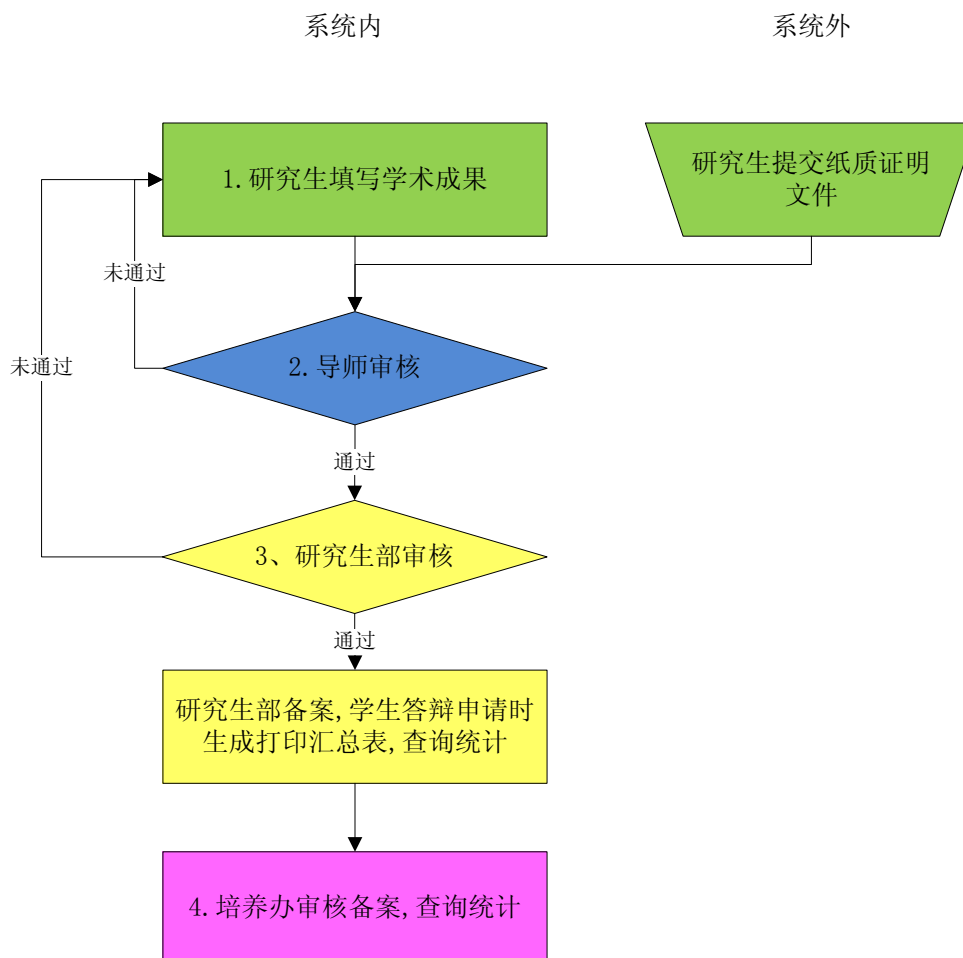 系统内
系统外
1.研究生填写学术成果
研究生提交纸质证明
文件
未通过
未通过
2.导师审核
通过
3、研究生部审核
通过
研究生部备案,学生答辩申请时
生成打印汇总表,查询统计
4.培养办审核备案,查询统计